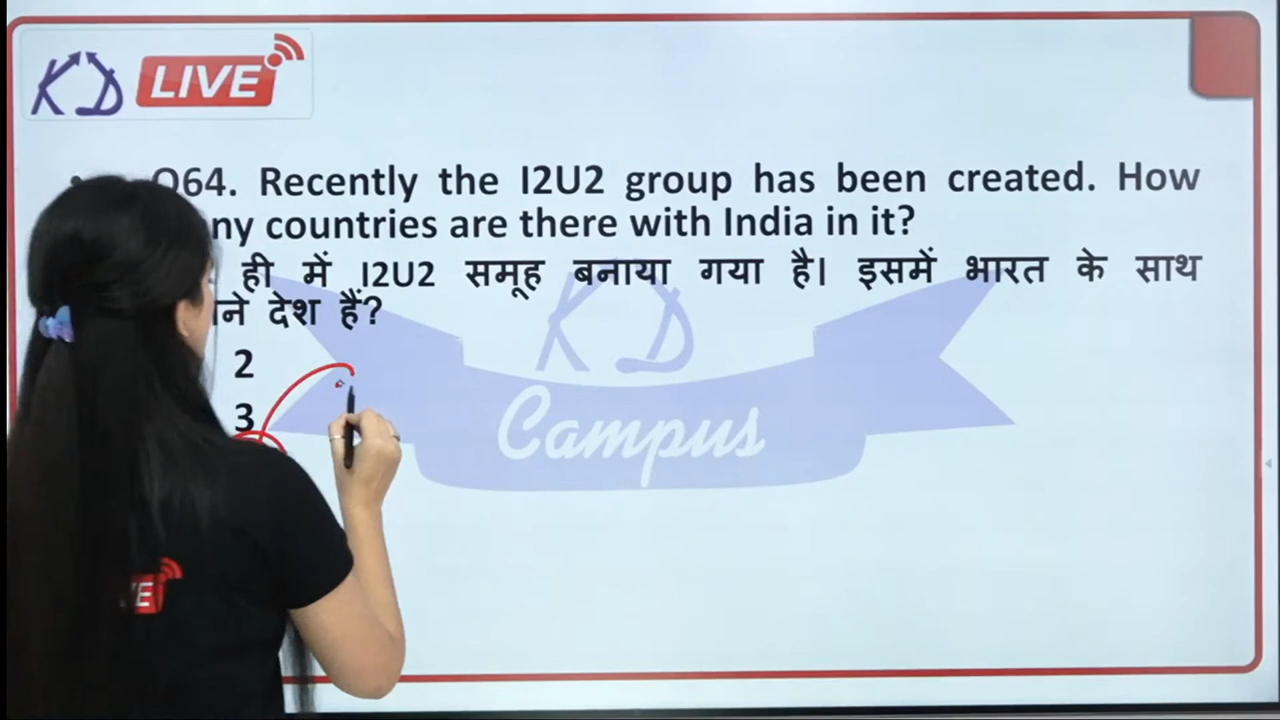 KD LIVE
Q64. Recently the I2U2 group has been created. How
ny countries are there with India in it?
ही में I2U2 समूह बनाया गया है। इसमें भारत के साथ
ने देश हैं?
2
3
KD
Campus